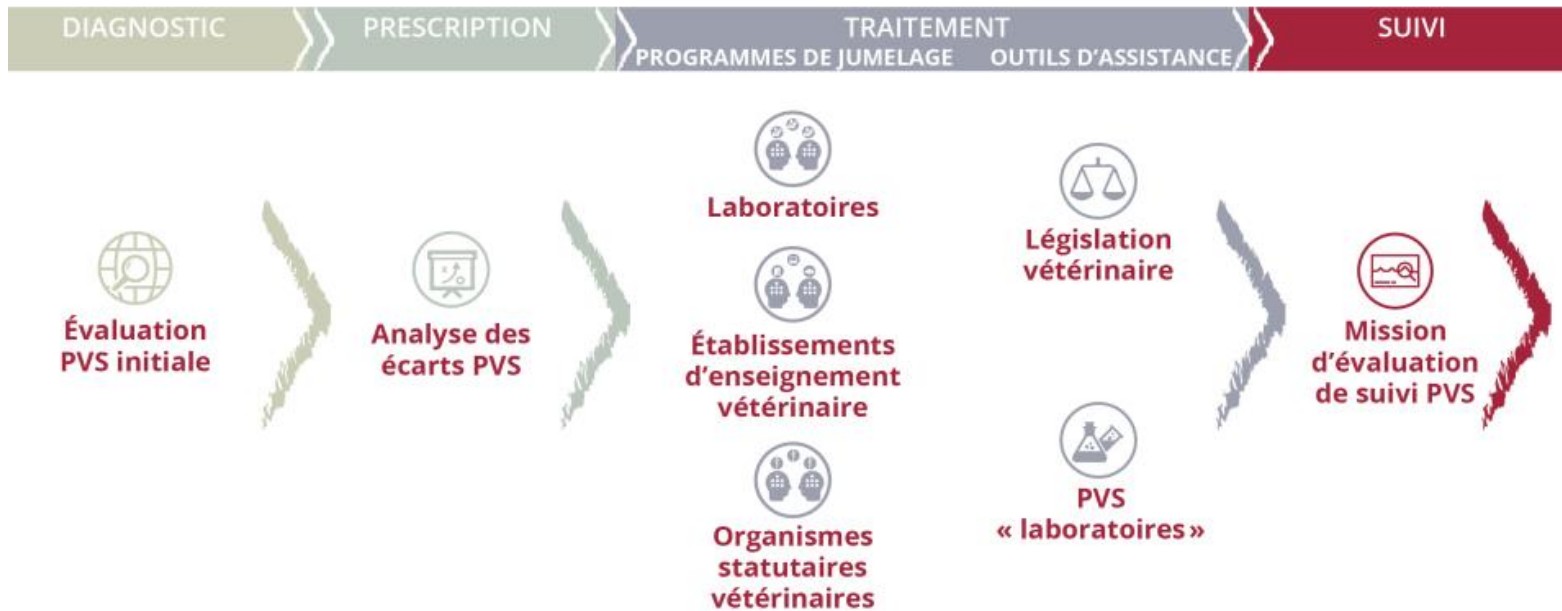 DIAGNOSTIC
PRESCRIPTION
TRAITEMENT
PROGRAMMES DE JUMELAGE
OUTILS D’ASSISTANCE
SUIVI
Évaluation
PVS initiale
Analyse des
écarts PVS
Laboratoires
Établissements
d’enseignement
vétérinaire
Organismes
statutaires
vétérinaires
Législation
vétérinaire
PVS
« laboratoires »
Mission
d’évaluation
de suivi PVS